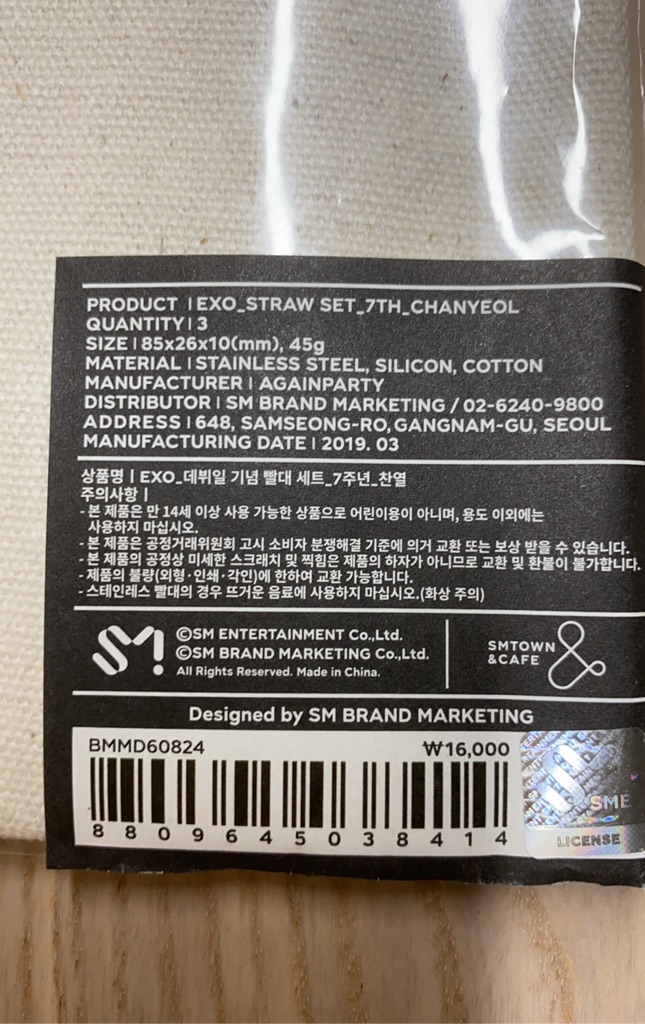 PRODUCT | EXO_STRAW SET_7TH_CHANYEOL
QUANTITY | 3
SIZE | 85x26x10(mm), 45g
MATERIAL | STAINLESS STEEL, SILICON, COTTON
MANUFACTURER | AGAINPARTY
DISTRIBUTOR | SM BRAND MARKETING / 02-6240-9800
ADDRESS | 648, SAMSEONG-RO, GANGNAM-GU, SEOUL
MANUFACTURING DATE | 2019. 03
상품명 | EXO_데뷔일 기념 빨대 세트_7주년_찬열
주의사항 |
- 본 제품은 만 14세 이상 사용 가능한 상품으로 어린이용이 아니며, 용도 이외에는
사용하지 마십시오.
- 본 제품은 공정거래위원회 고시 소비자 분쟁해결 기준에 의거 교환 또는 보상 받을 수 있습니다.
- 본 제품의 공정상 미세한 스크래치 및 찍힘은 제품의 하자가 아니므로 교환 및 환불이 불가합니다.
- 제품의 불량(외형·인쇄·각인)에 한하여 교환 가능합니다.
- 스테인레스 빨대의 경우 뜨거운 음료에 사용하지 마십시오.(화상 주의)
SM!
©SM ENTERTAINMENT Co.,Ltd.
©SM BRAND MARKETING Co.,Ltd.
All Rights Reserved. Made in China.
SMTOWN
&CAFE
&
Designed by SM BRAND MARKETING
BMMD60824 ₩16,000
8809645038414
SME
LICENSE